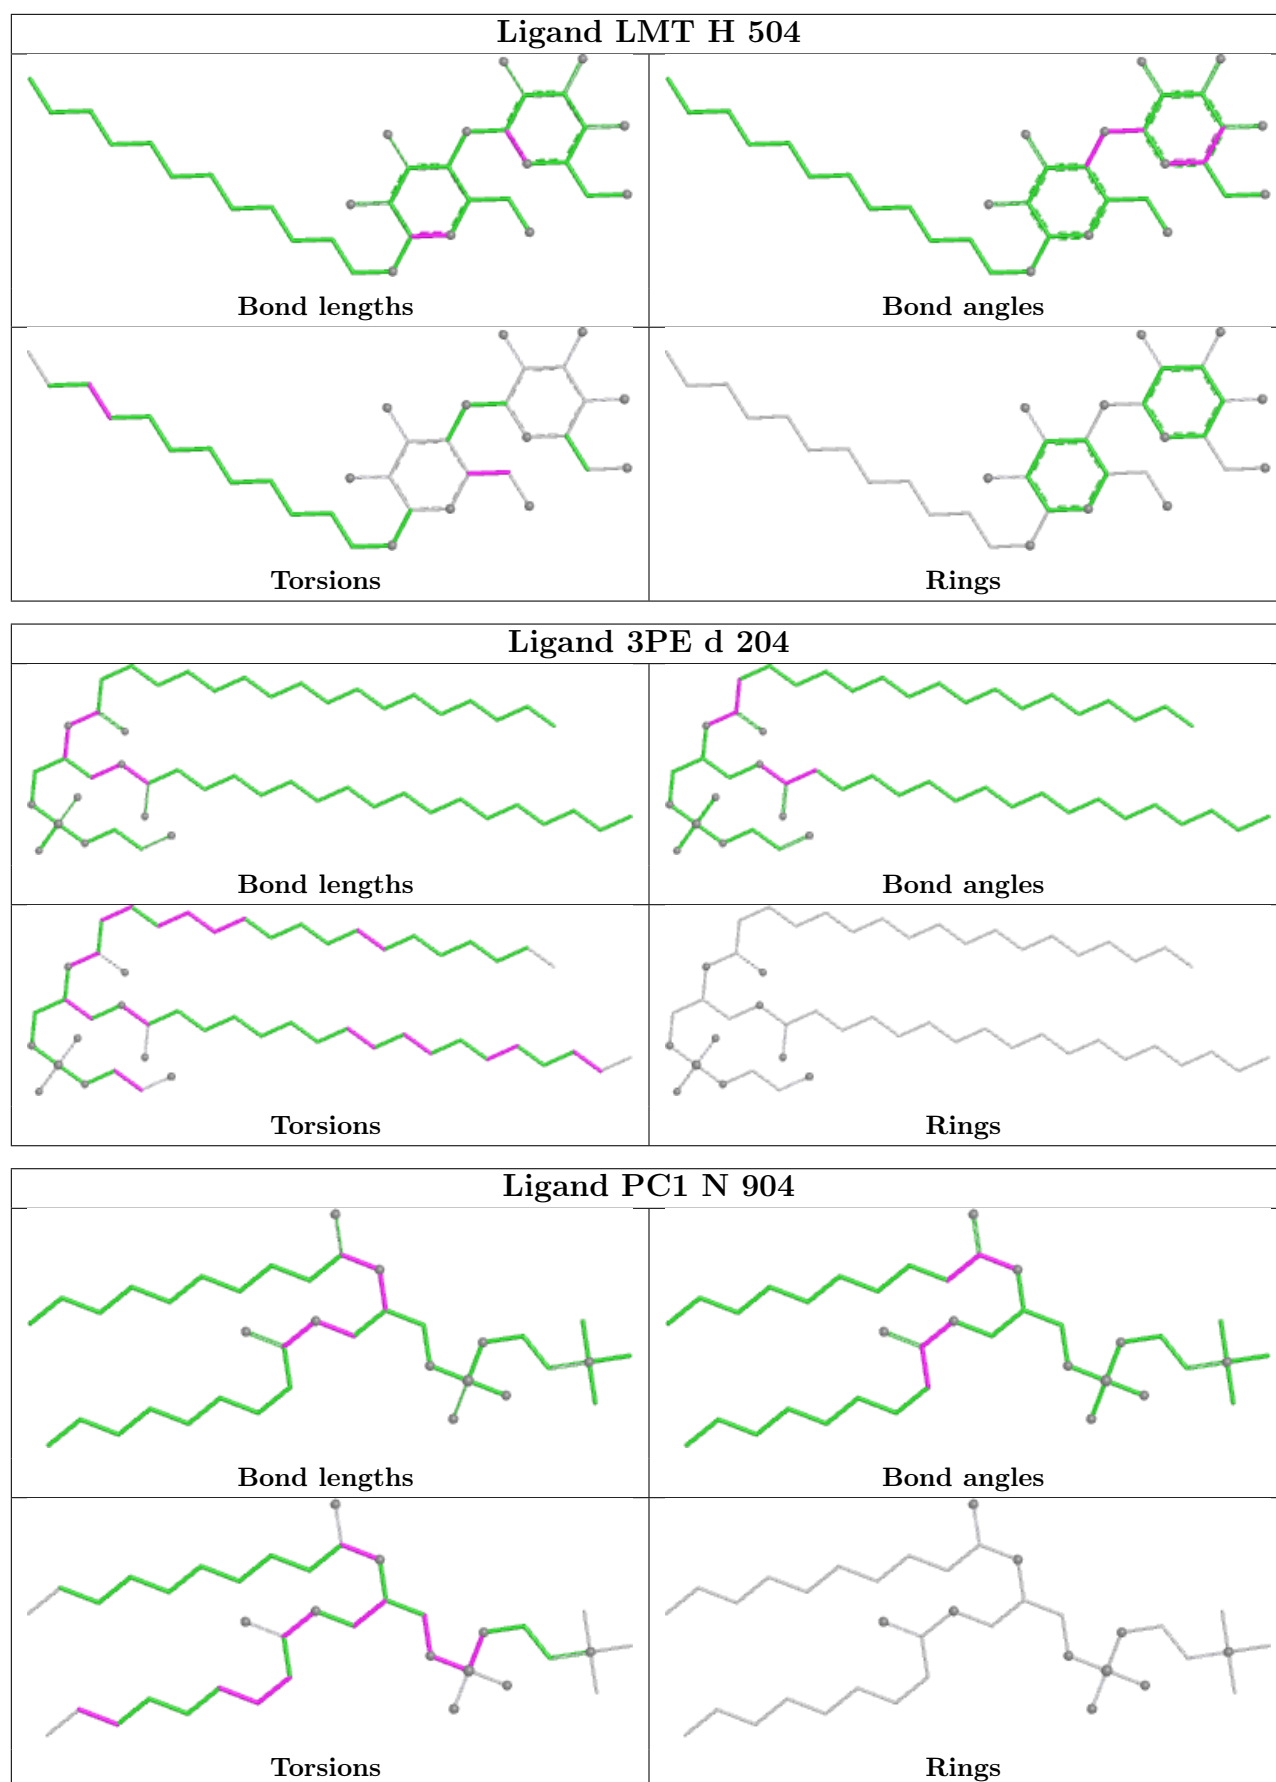 Ligand LMT H 504
Bond lengths
Bond angles
Torsions
Rings
Ligand 3PE d 204
Bond lengths
Bond angles
Torsions
Rings
Ligand PC1 N 904
Bond lengths
Bond angles
Torsions
Rings